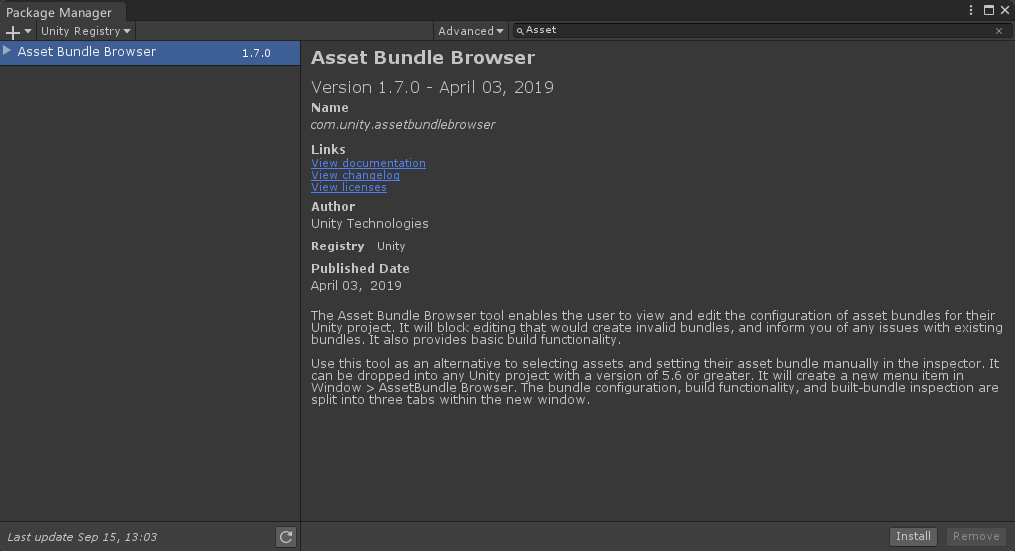 Package Manager
Unity Registry
Advanced
Asset
Asset Bundle Browser
1.7.0
Asset Bundle Browser
Version 1.7.0 - April 03, 2019
Name
com.unity.assetbundlebrowser
Links
View documentation
View changelog
View licenses
Author
Unity Technologies
Registry Unity
Published Date
April 03, 2019
The Asset Bundle Browser tool enables the user to view and edit the configuration of asset bundles for their
Unity project. It will block editing that would create invalid bundles, and inform you of any issues with existing
bundles. It also provides basic build functionality.
Use this tool as an alternative to selecting assets and setting their asset bundle manually in the inspector. It
can be dropped into any Unity project with a version of 5.6 or greater. It will create a new menu item in
Window > AssetBundle Browser. The bundle configuration, build functionality, and built-bundle inspection are
split into three tabs within the new window.
Last update Sep 15, 13:03
Install
Remove